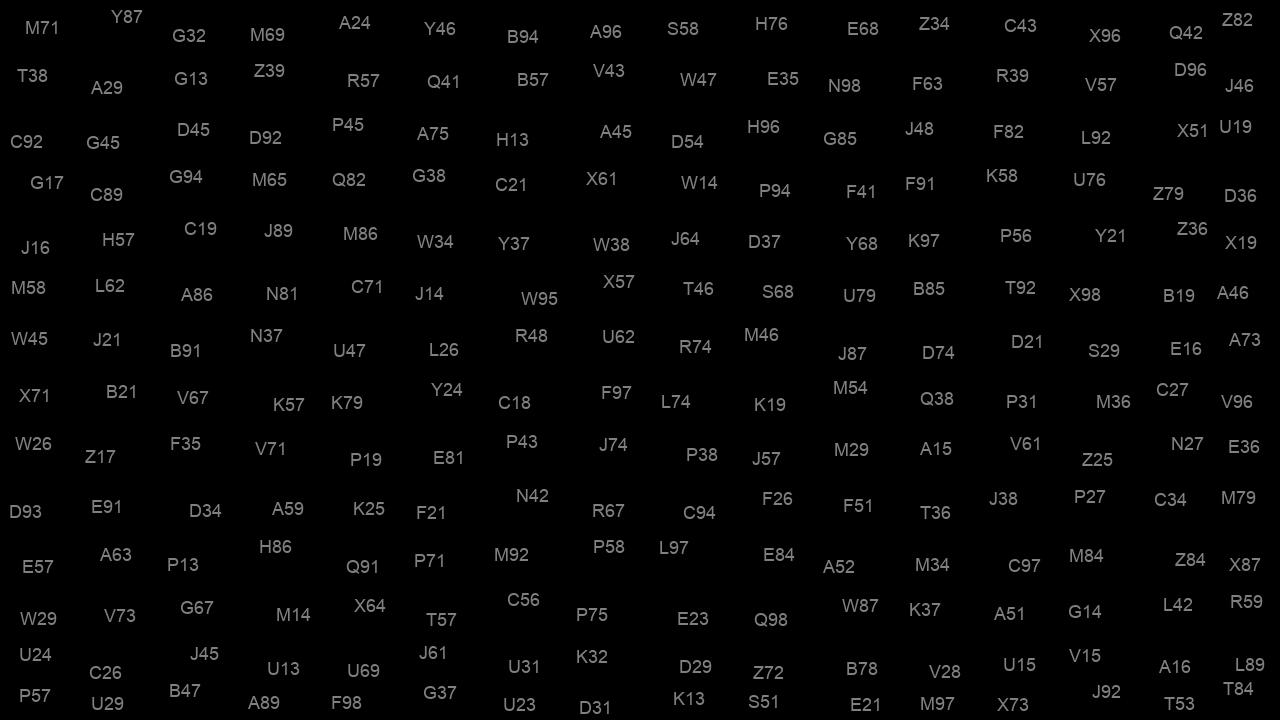 M71 Y87 G32 M69 A24 Y46 B94 A96 S58 H76 E68 Z34 C43 X96 Q42 Z82
T38 A29 G13 Z39 R57 Q41 B57 V43 W47 E35 N98 F63 R39 V57 D96 J46
C92 G45 D45 D92 P45 A75 H13 A45 D54 H96 G85 J48 F82 L92 X51 U19
G17 C89 G94 M65 Q82 G38 C21 X61 W14 P94 F41 F91 K58 U76 Z79 D36
J16 H57 C19 J89 M86 W34 Y37 W38 J64 D37 Y68 K97 P56 Y21 Z36 X19
M58 L62 A86 N81 C71 J14 W95 X57 T46 S68 U79 B85 T92 X98 B19 A46
W45 J21 B91 N37 U47 L26 R48 U62 R74 M46 J87 D74 D21 S29 E16 A73
X71 B21 V67 K57 K79 Y24 C18 F97 L74 K19 M54 Q38 P31 M36 C27 V96
W26 Z17 F35 V71 P19 E81 P43 J74 P38 J57 M29 A15 V61 Z25 N27 E36
D93 E91 D34 A59 K25 F21 N42 R67 C94 F26 F51 T36 J38 P27 C34 M79
E57 A63 P13 H86 Q91 P71 M92 P58 L97 E84 A52 M34 C97 M84 Z84 X87
W29 V73 G67 M14 X64 T57 C56 P75 E23 Q98 W87 K37 A51 G14 L42 R59
U24 C26 J45 U13 U69 J61 U31 K32 D29 Z72 B78 V28 U15 V15 A16 L89
P57 U29 B47 A89 F98 G37 U23 D31 K13 S51 E21 M97 X73 J92 T53 T84